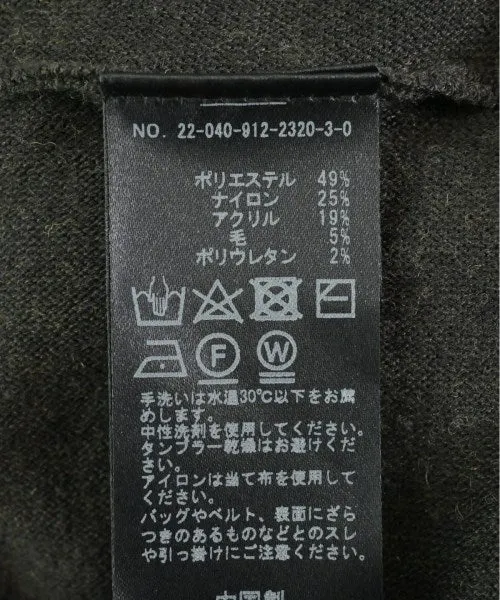 NO. 22-040-912-2320-3-0
ポリエステル 49%
ナイロン 25%
アクリル 19%
毛 5%
ポリウレタン 2%
F W
手洗いは水温30℃以下をお薦
めします。
中性洗剤を使用してください。
タンブラー乾燥はお避けくだ
さい。
アイロンは当て布を使用して
ください。
バッグやベルト、表面にざら
つきのあるものなどとのスレ
や引っ掛けにご注意ください。
中国製